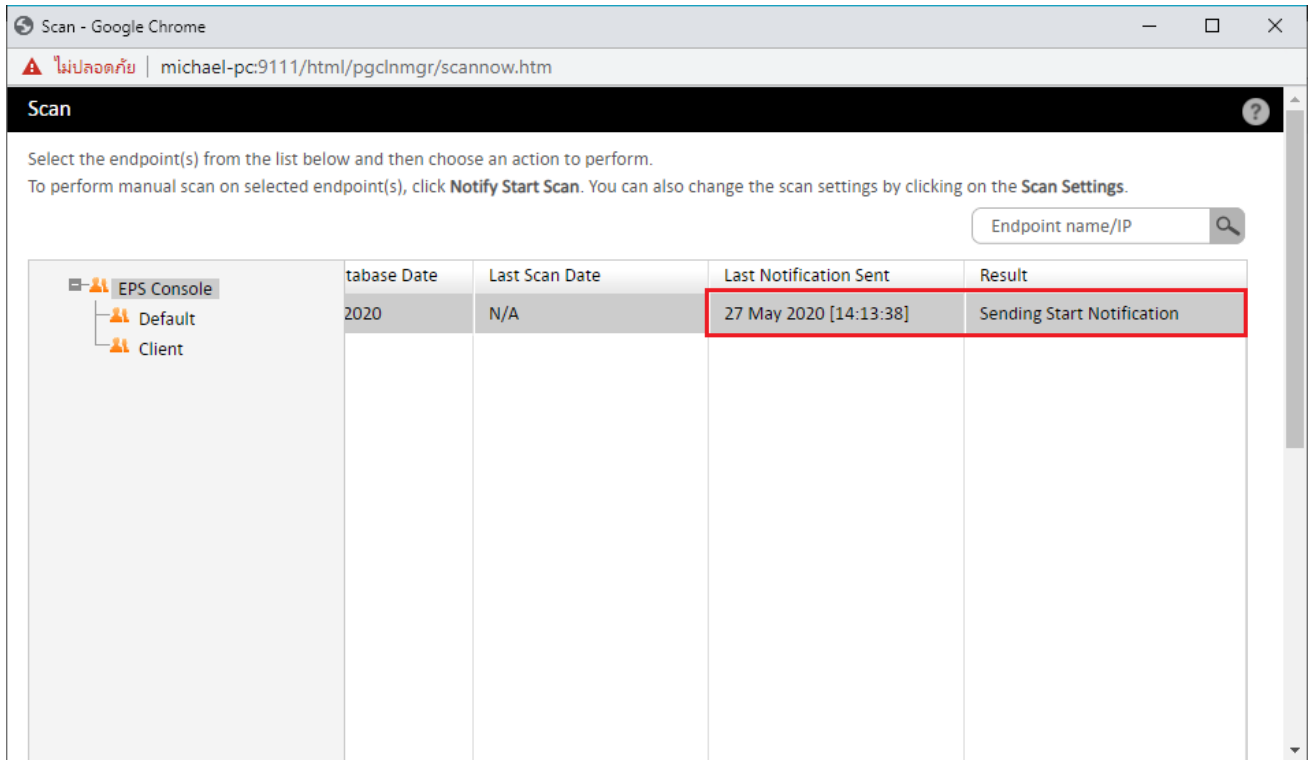 Scan - Google Chrome
ไม่ปลอดภัย | michael-pc:9111/html/pgclnmgr/scannow.htm
Scan
?
Select the endpoint(s) from the list below and then choose an action to perform.
To perform manual scan on selected endpoint(s), click Notify Start Scan. You can also change the scan settings by clicking on the Scan Settings.
Endpoint name/IP
EPS Console
Default
Client
tabase Date Last Scan Date Last Notification Sent Result
2020 N/A 27 May 2020 [14:13:38] Sending Start Notification